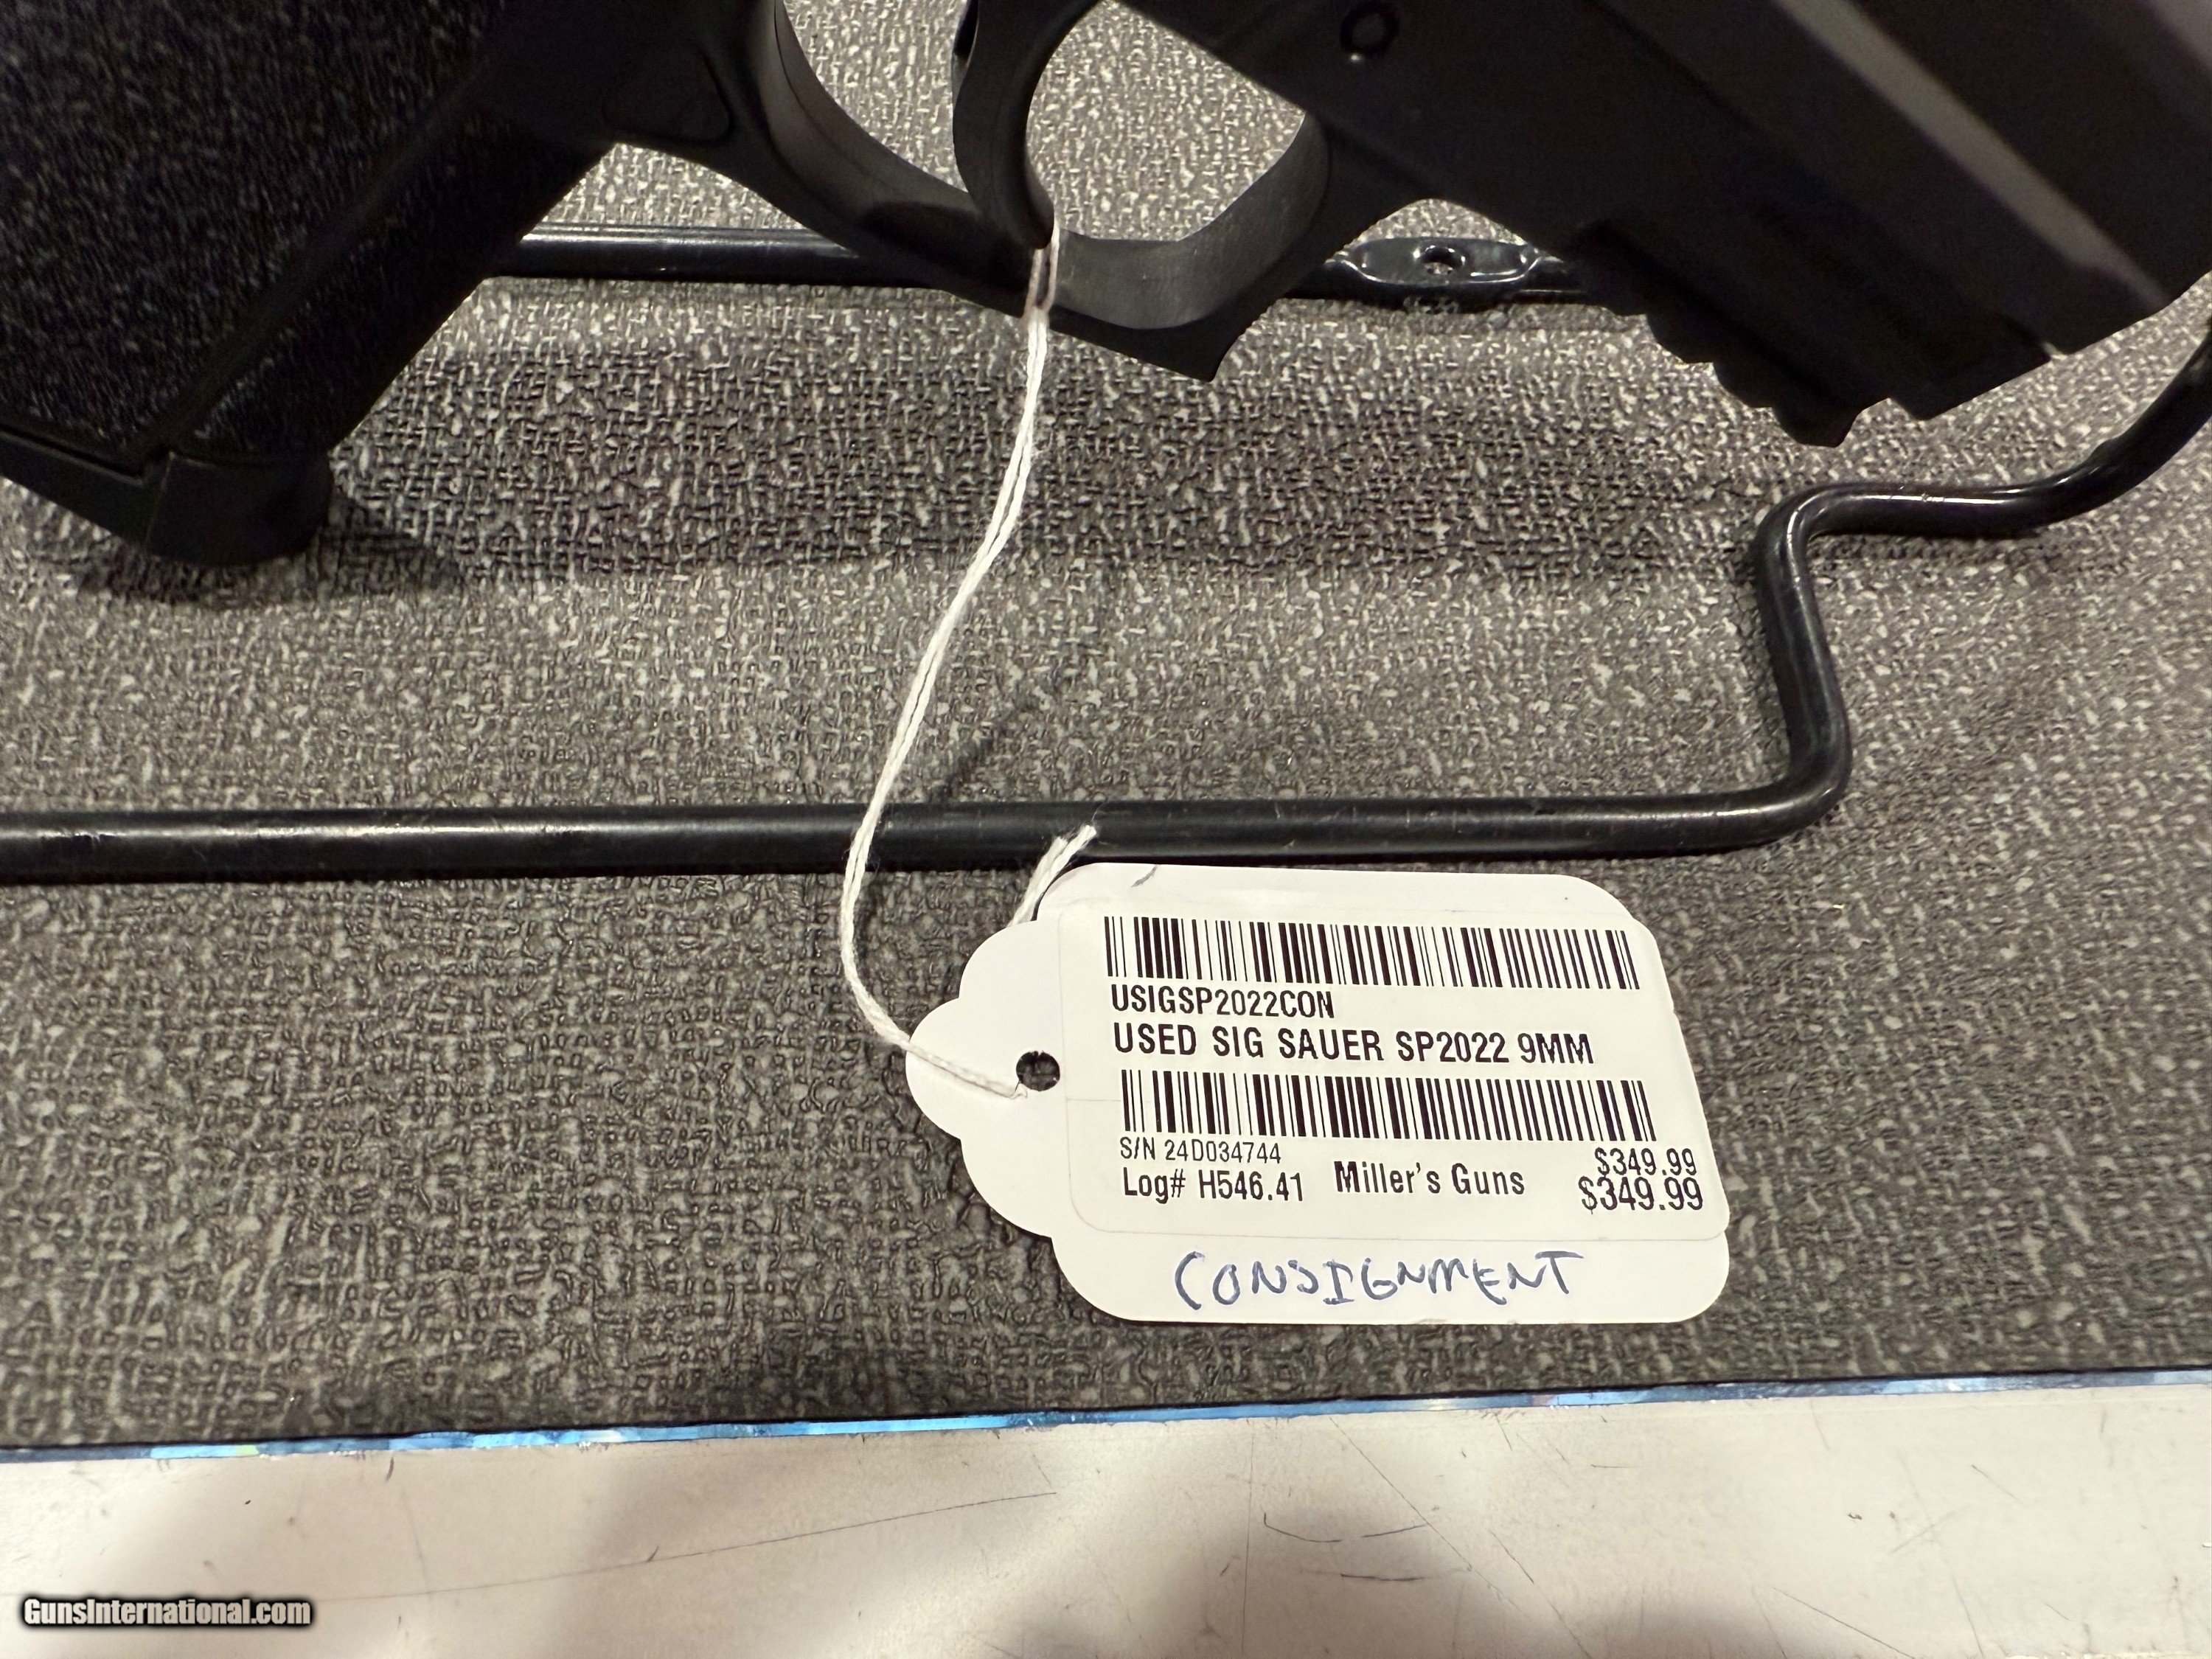 USIGSP2022CON
USED SIG SAUER SP2022 9MM
S/N 24D034744
$349.99
Log# H546.41 Miller's Guns $349.99
CONSIGNMENT
GunsInternational.com